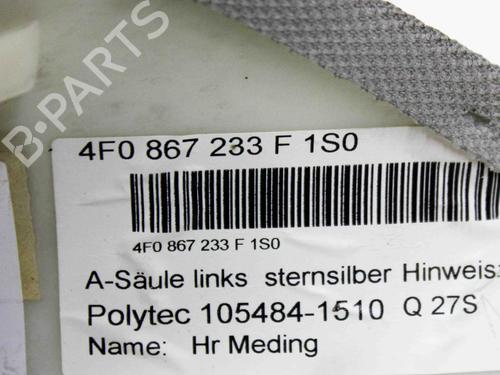 B-PARTS
4F0 867 233 F 1S0
4F0 867 233 F 1S0
A-Säule links sternsilber Hinweis:
Polytec 105484-1510 Q 27S
Name: Hr Meding